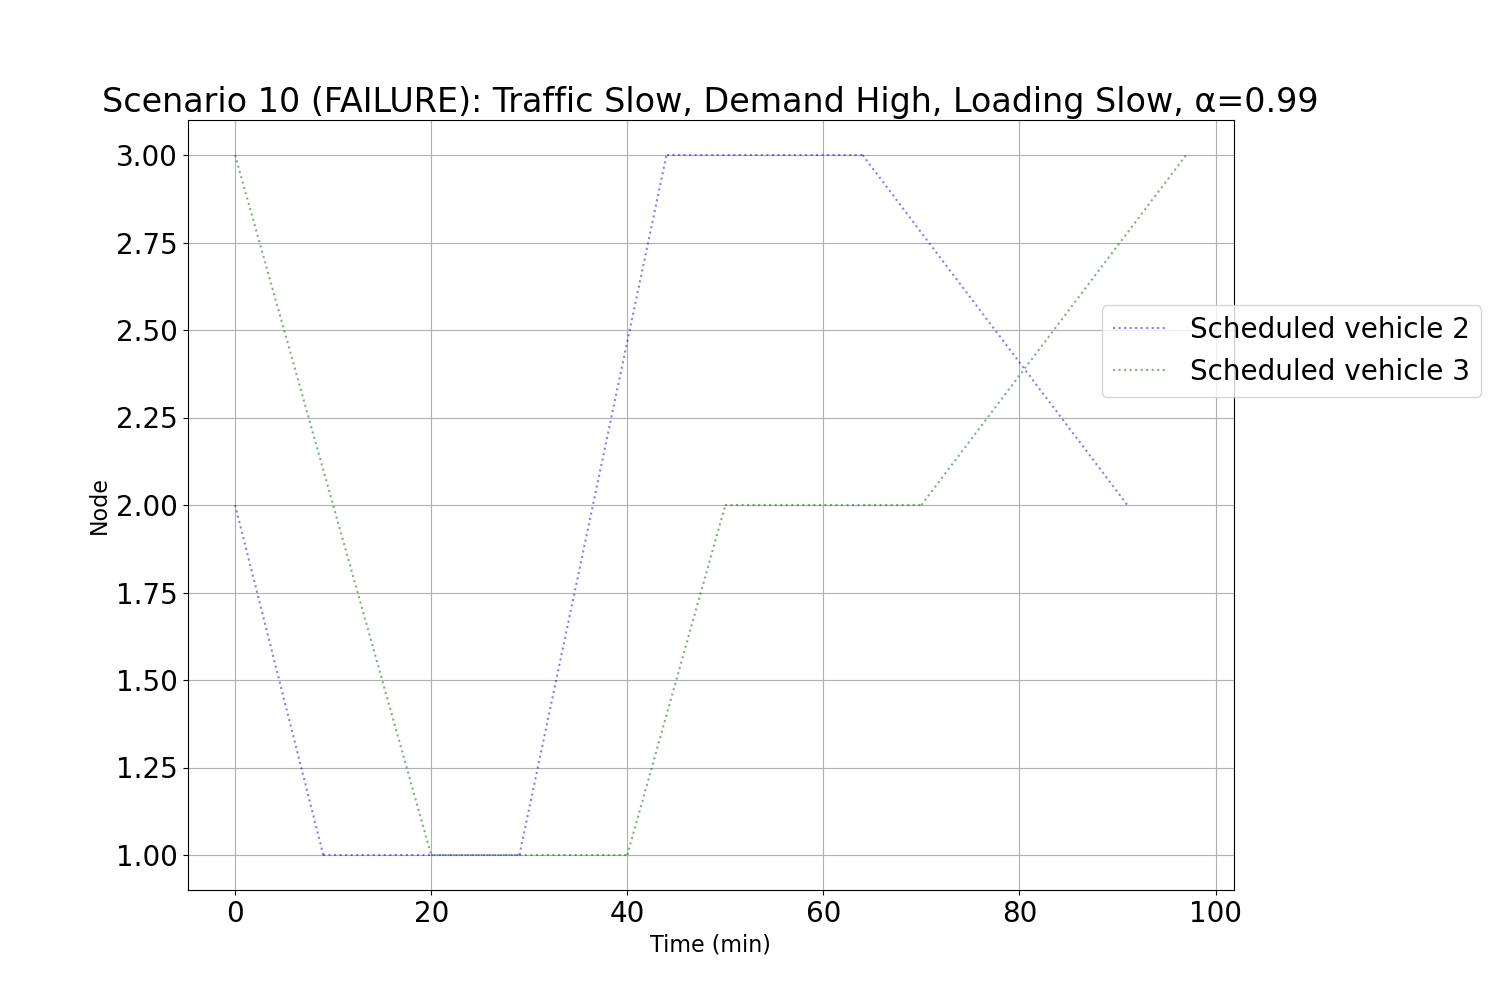 Scenario 10 (FAILURE): Traffic Slow, Demand High, Loading Slow, α=0.99
3.00
2.75
2.50
2.25
2.00
1.75
1.50
1.25
1.00
Node
Scheduled vehicle 2
Scheduled vehicle 3
0 20 40 60 80 100
Time (min)